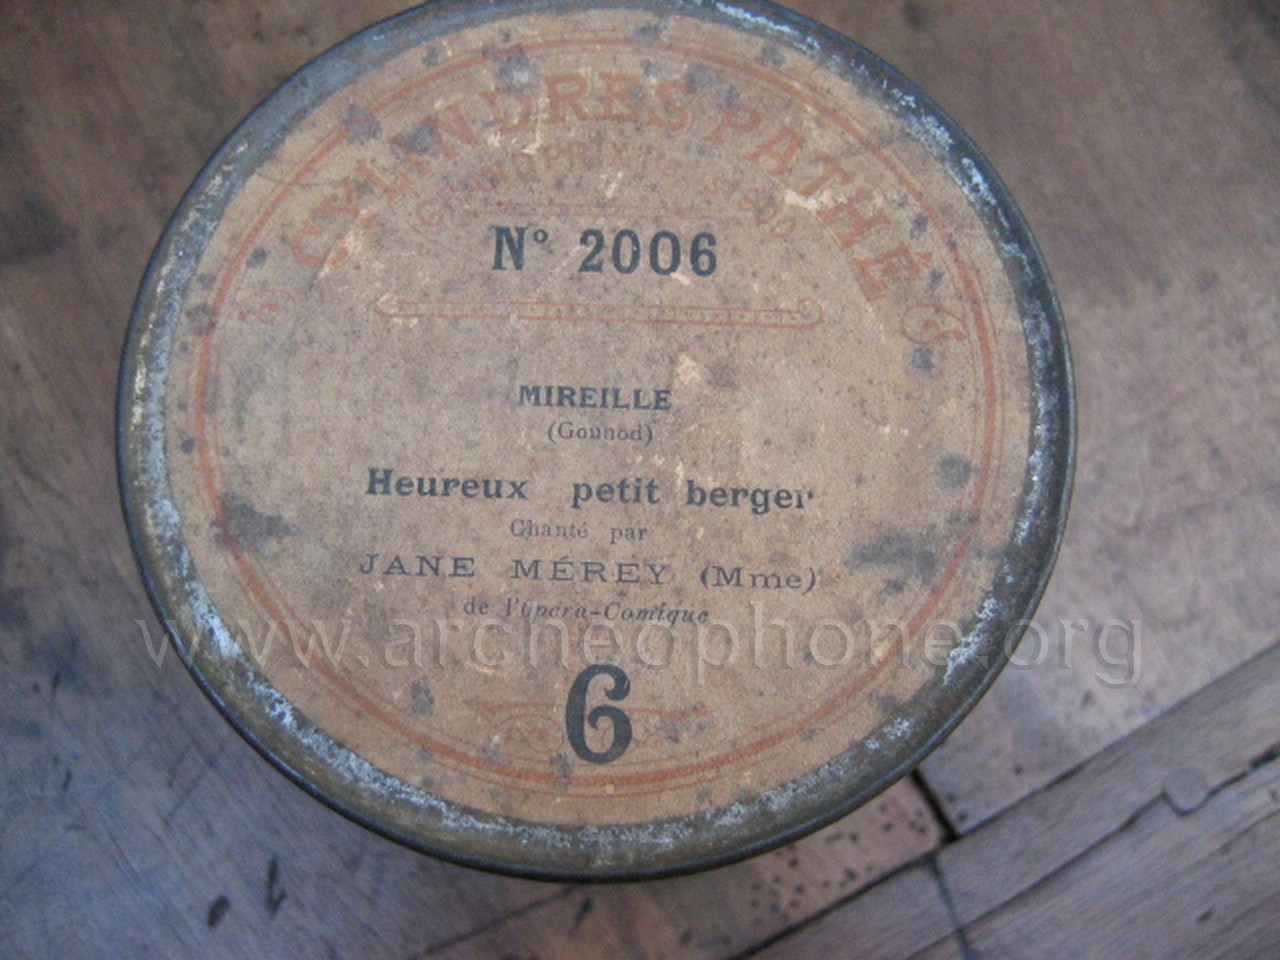 CYLINDRES PATHÉ
GRAND PRIX
Nº 2006
MIREILLE
(Gounod)
Heureux petit berger
Chanté par
JANE MÉREY (Mme)
de l'Opéra-Comique
www.archeophone.org
6